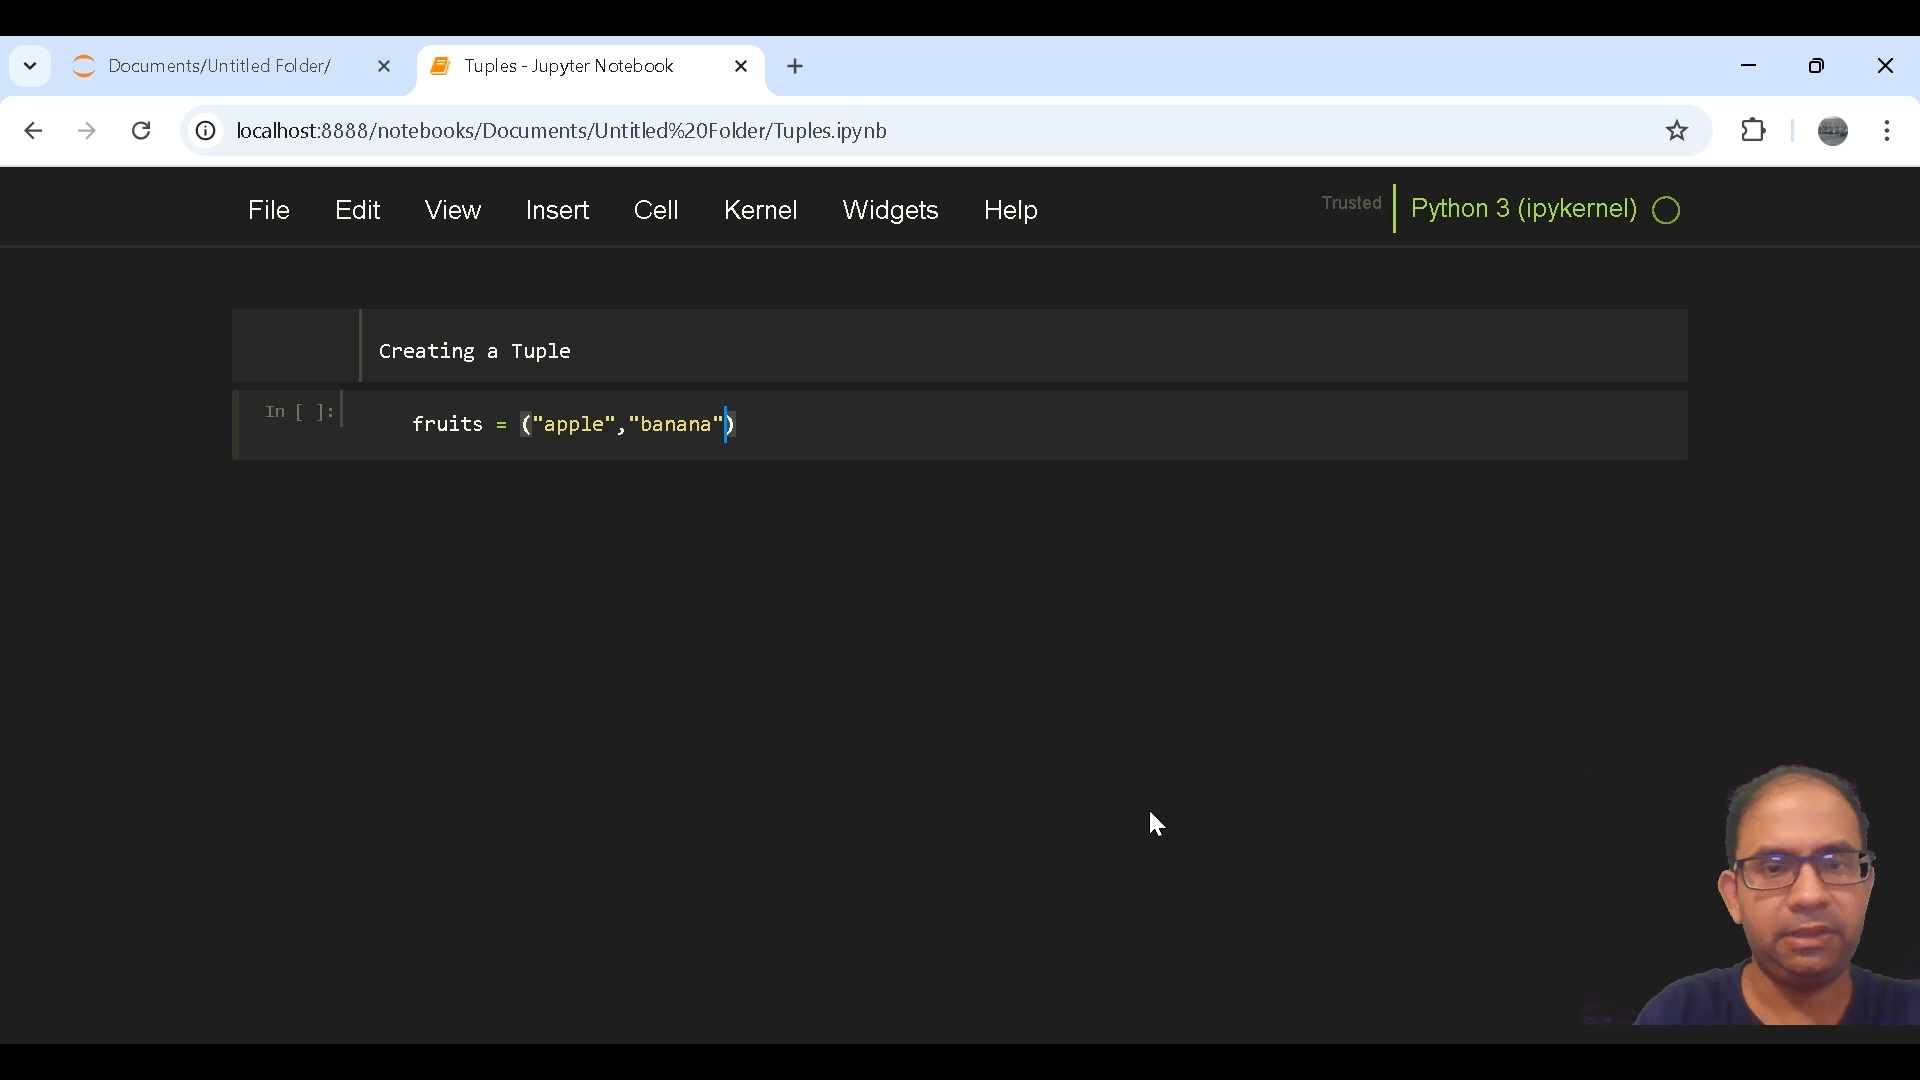 Documents/Untitled Folder/
Tuples - Jupyter Notebook
localhost:8888/notebooks/Documents/Untitled%20Folder/Tuples.ipynb
File Edit View Insert Cell Kernel Widgets Help Trusted Python 3 (ipykernel)
Creating a Tuple
In [ ]: fruits = ("apple","banana")